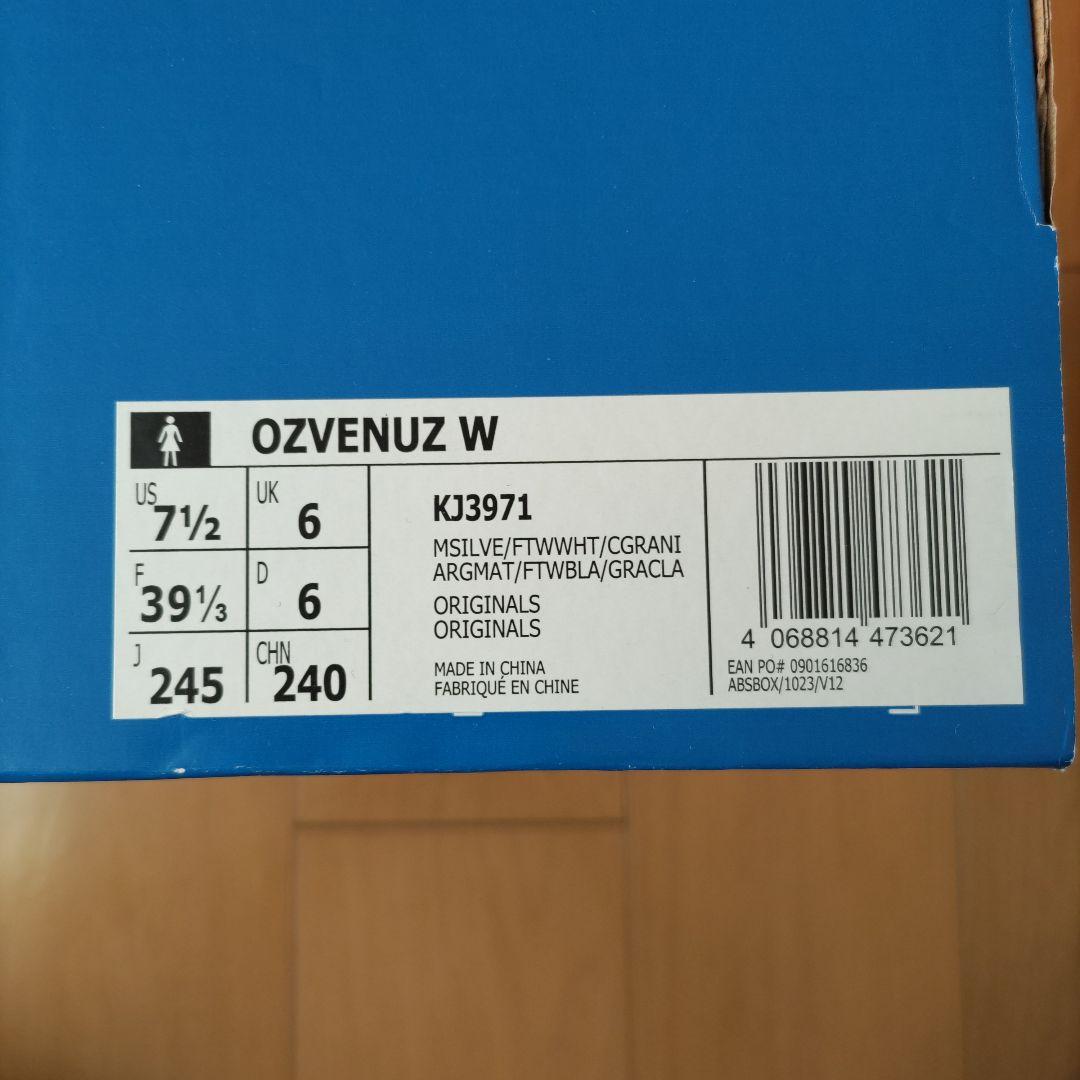 OZVENUZ W
US 7½ UK 6
F 39⅓ D 6
J 245 CHN 240
KJ3971
MSILVE/FTWWHT/CGRANI
ARGMAT/FTWBLA/GRACLA
ORIGINALS
ORIGINALS
MADE IN CHINA
FABRIQUÉ EN CHINE
4 068814 473621
EAN PO# 0901616836
ABSBOX/1023/V12